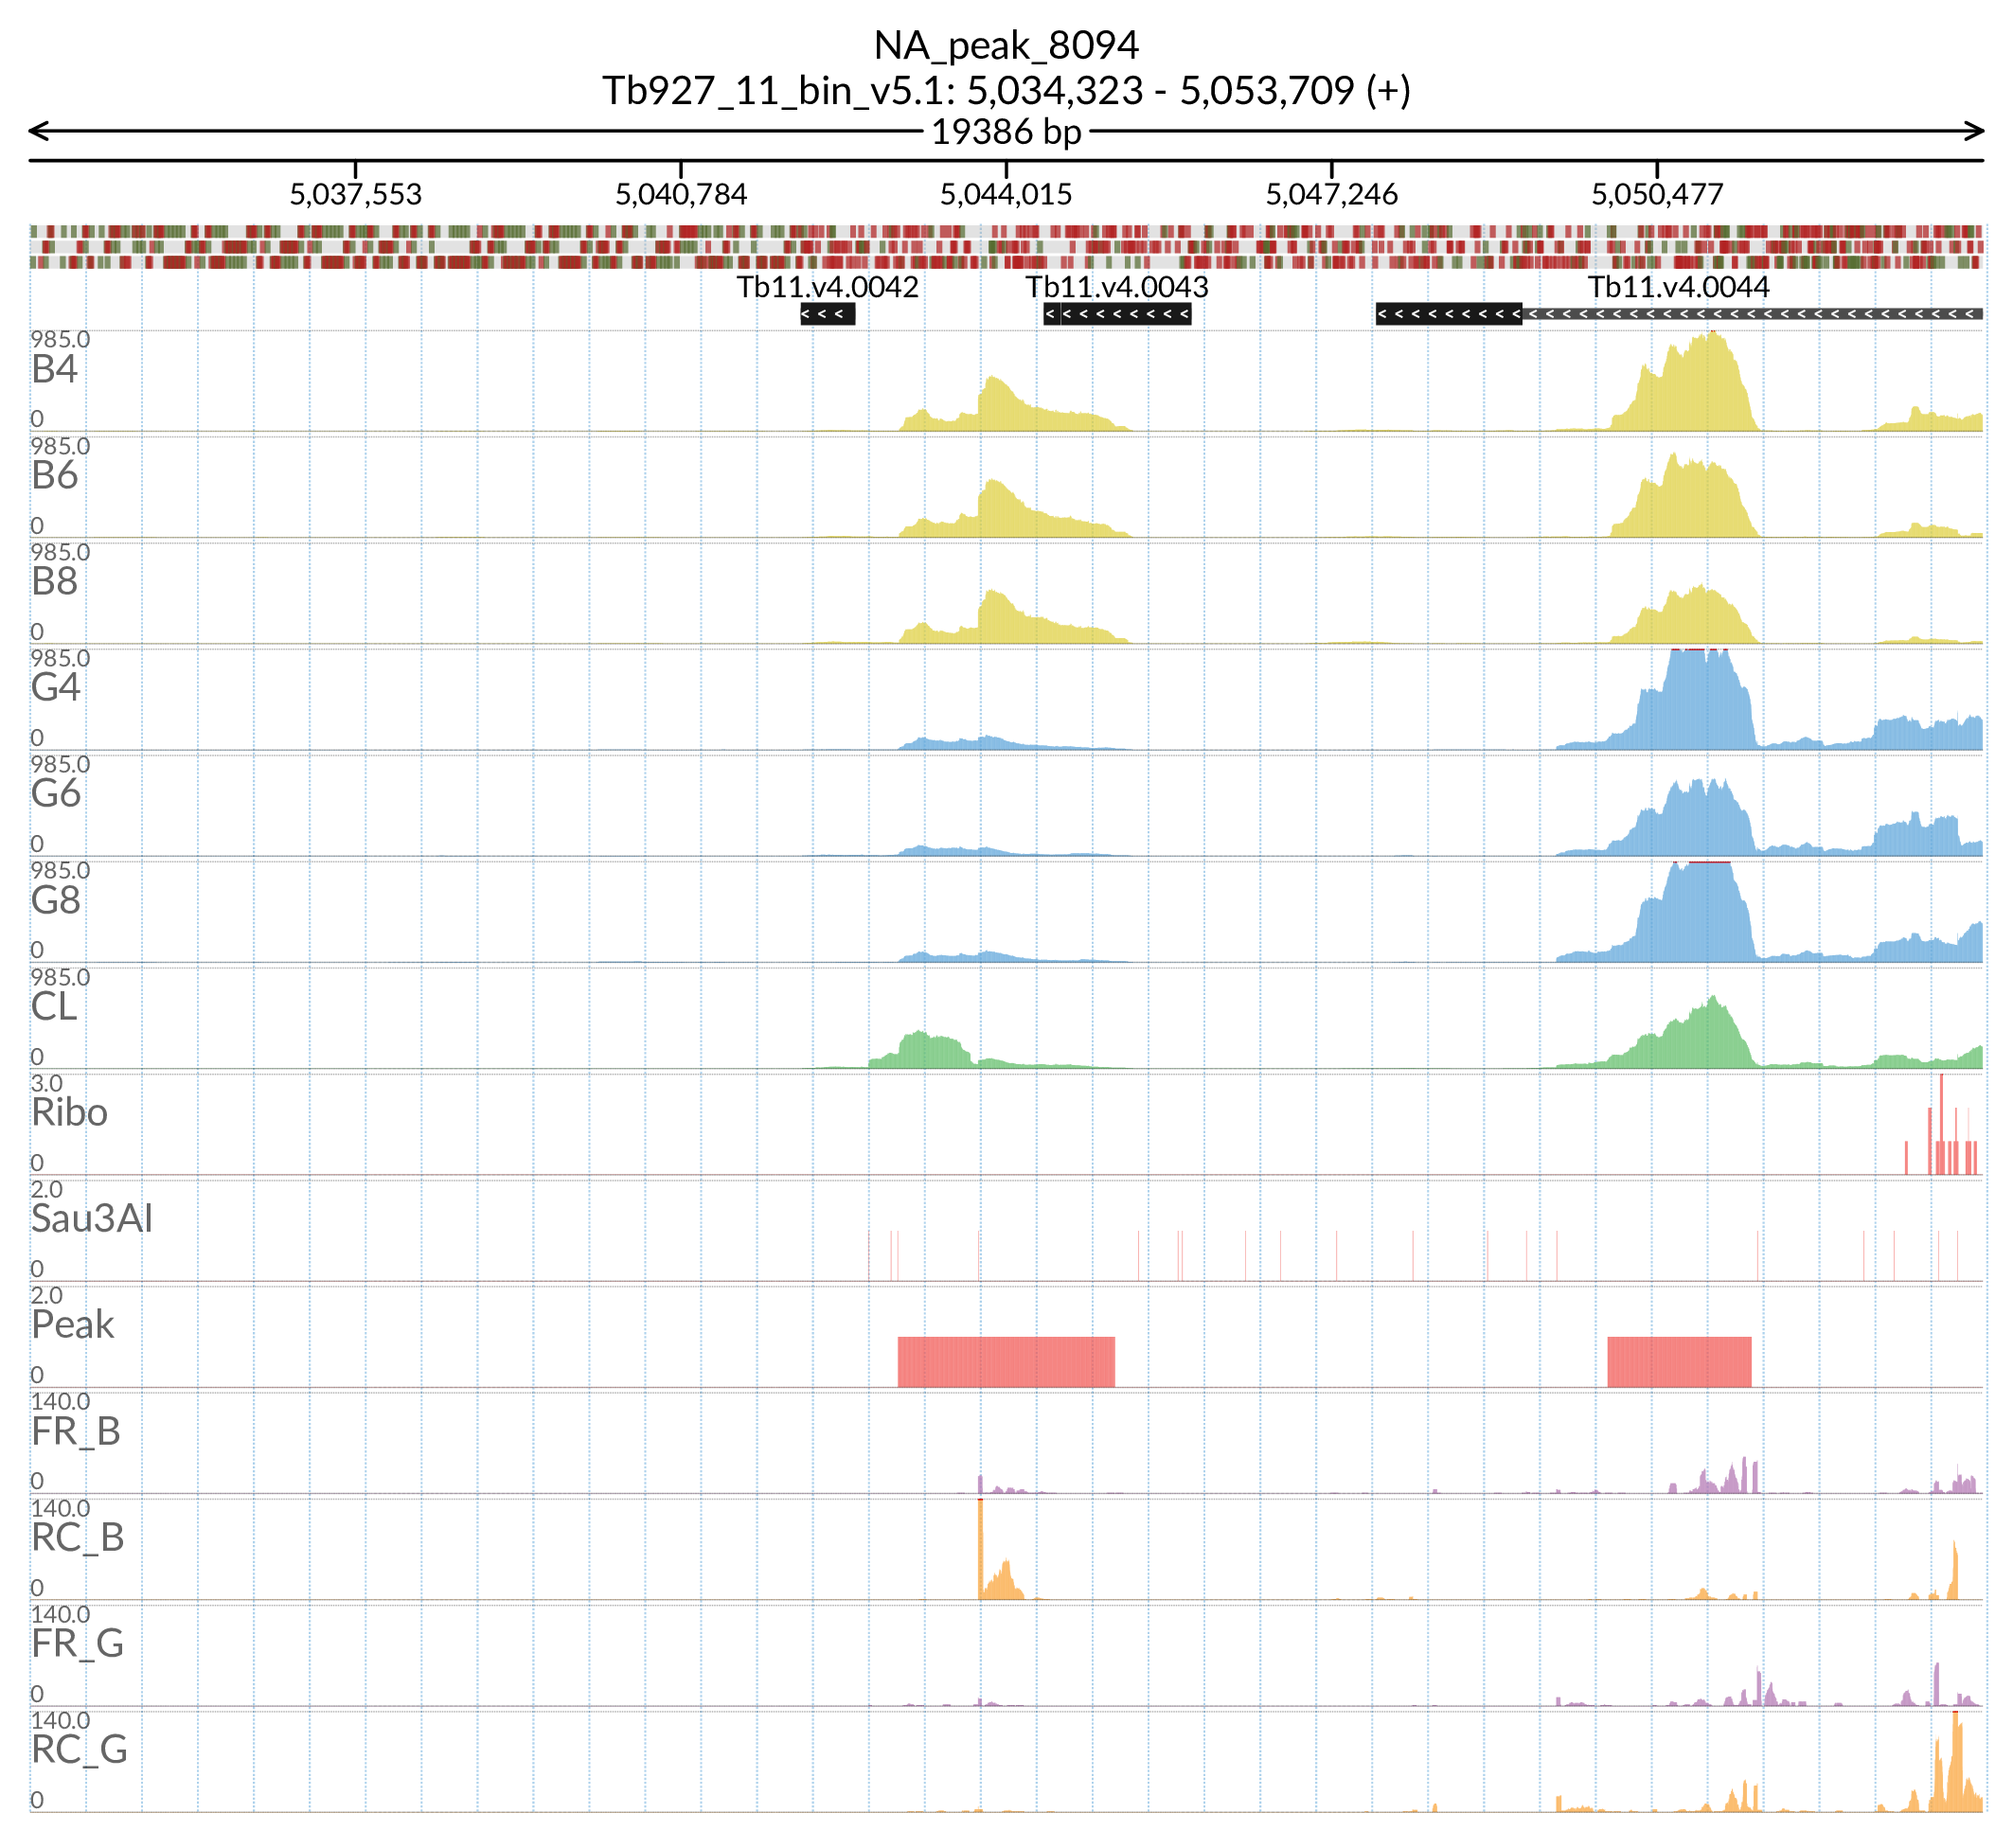 NA_peak_8094
Tb927_11_bin_v5.1: 5,034,323 - 5,053,709 (+)
19386 bp
5,037,553 5,040,784 5,044,015 5,047,246 5,050,477
Tb11.v4.0042 Tb11.v4.0043 Tb11.v4.0044
985.0
B4
0
985.0
B6
0
985.0
B8
0
985.0
G4
0
985.0
G6
0
985.0
G8
0
985.0
CL
0
3.0
Ribo
0
2.0
Sau3AI
0
2.0
Peak
0
140.0
FR_B
0
140.0
RC_B
0
140.0
FR_G
0
140.0
RC_G
0